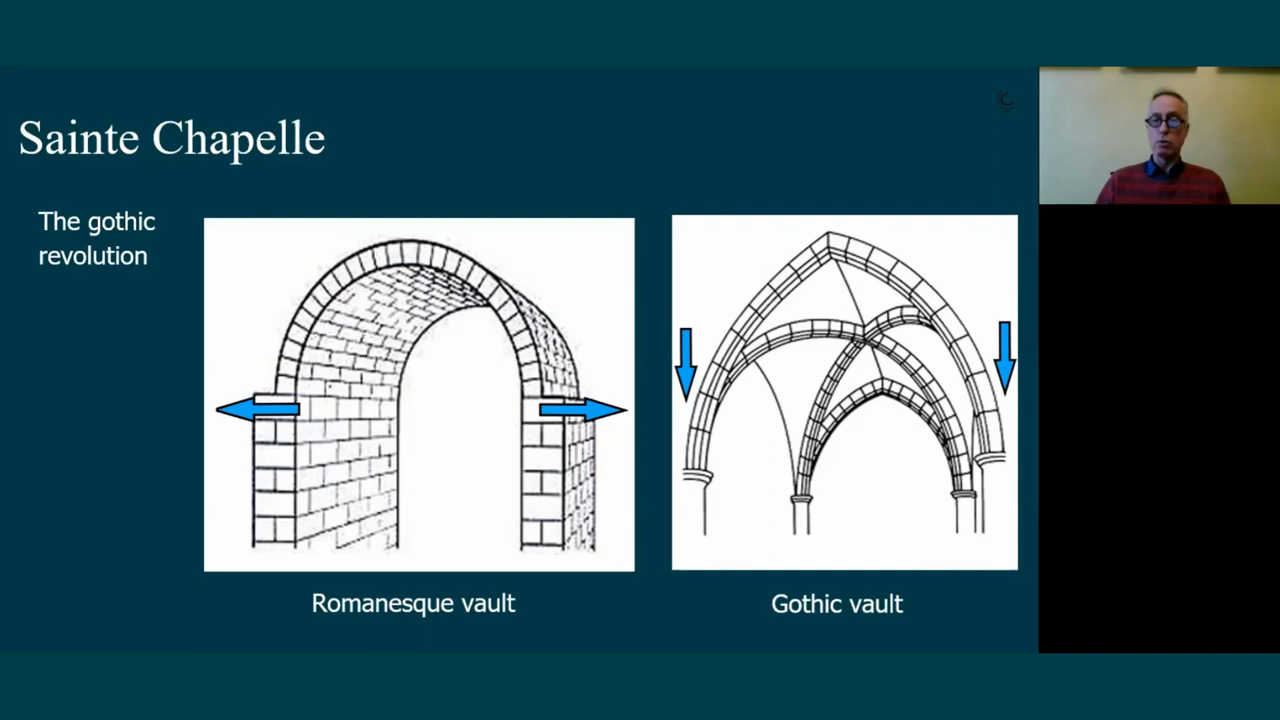 Sainte Chapelle
The gothic
revolution
Romanesque vault
Gothic vault